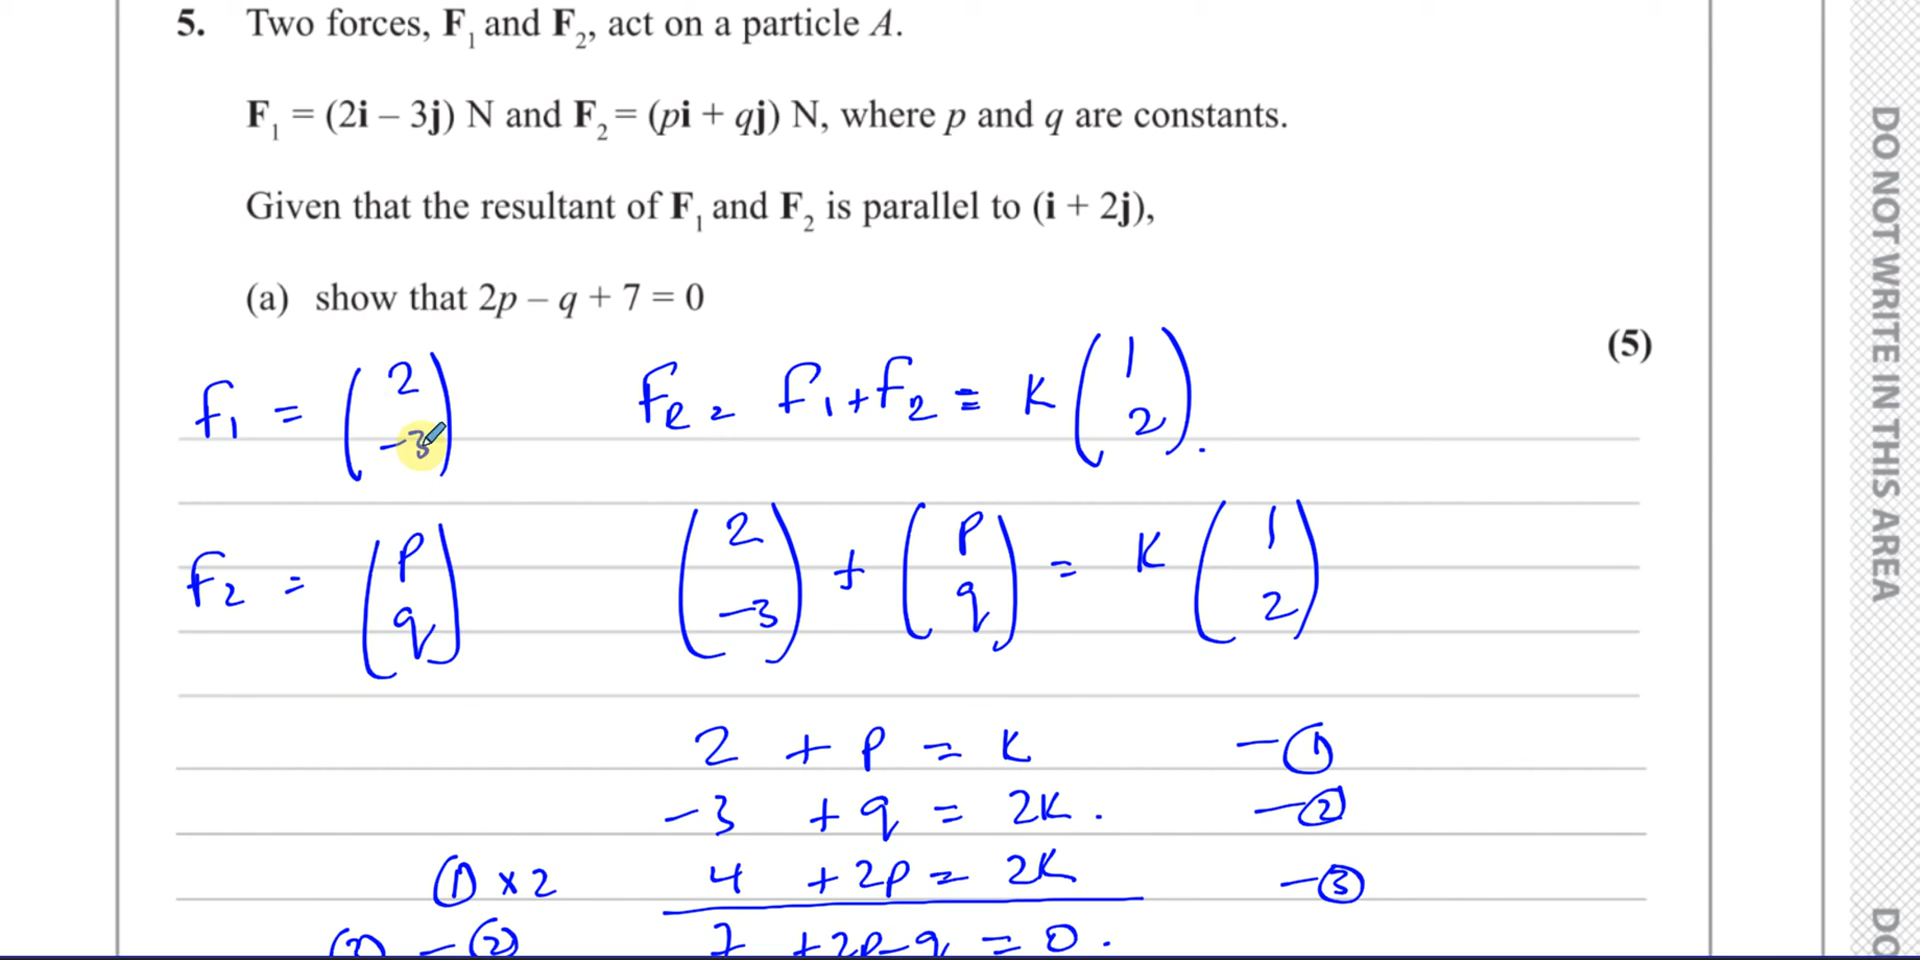 5. Two forces, F₁ and F₂, act on a particle A.
F₁ = (2i – 3j) N and F₂ = (pi + qj) N, where p and q are constants.
Given that the resultant of F₁ and F₂ is parallel to (i + 2j),
(a) show that 2p – q + 7 = 0
(5)
F₁ = (2 -3) F_R = F₁ + F₂ = K (1 2).
F₂ = (p q) (2 -3) + (p q) = K (1 2)
2 + p = K -①
-3 + q = 2K. -②
① × 2 4 + 2p = 2K -③
- ② 7 + 2p - q = 0.
DO NOT WRITE IN THIS AREA
DO